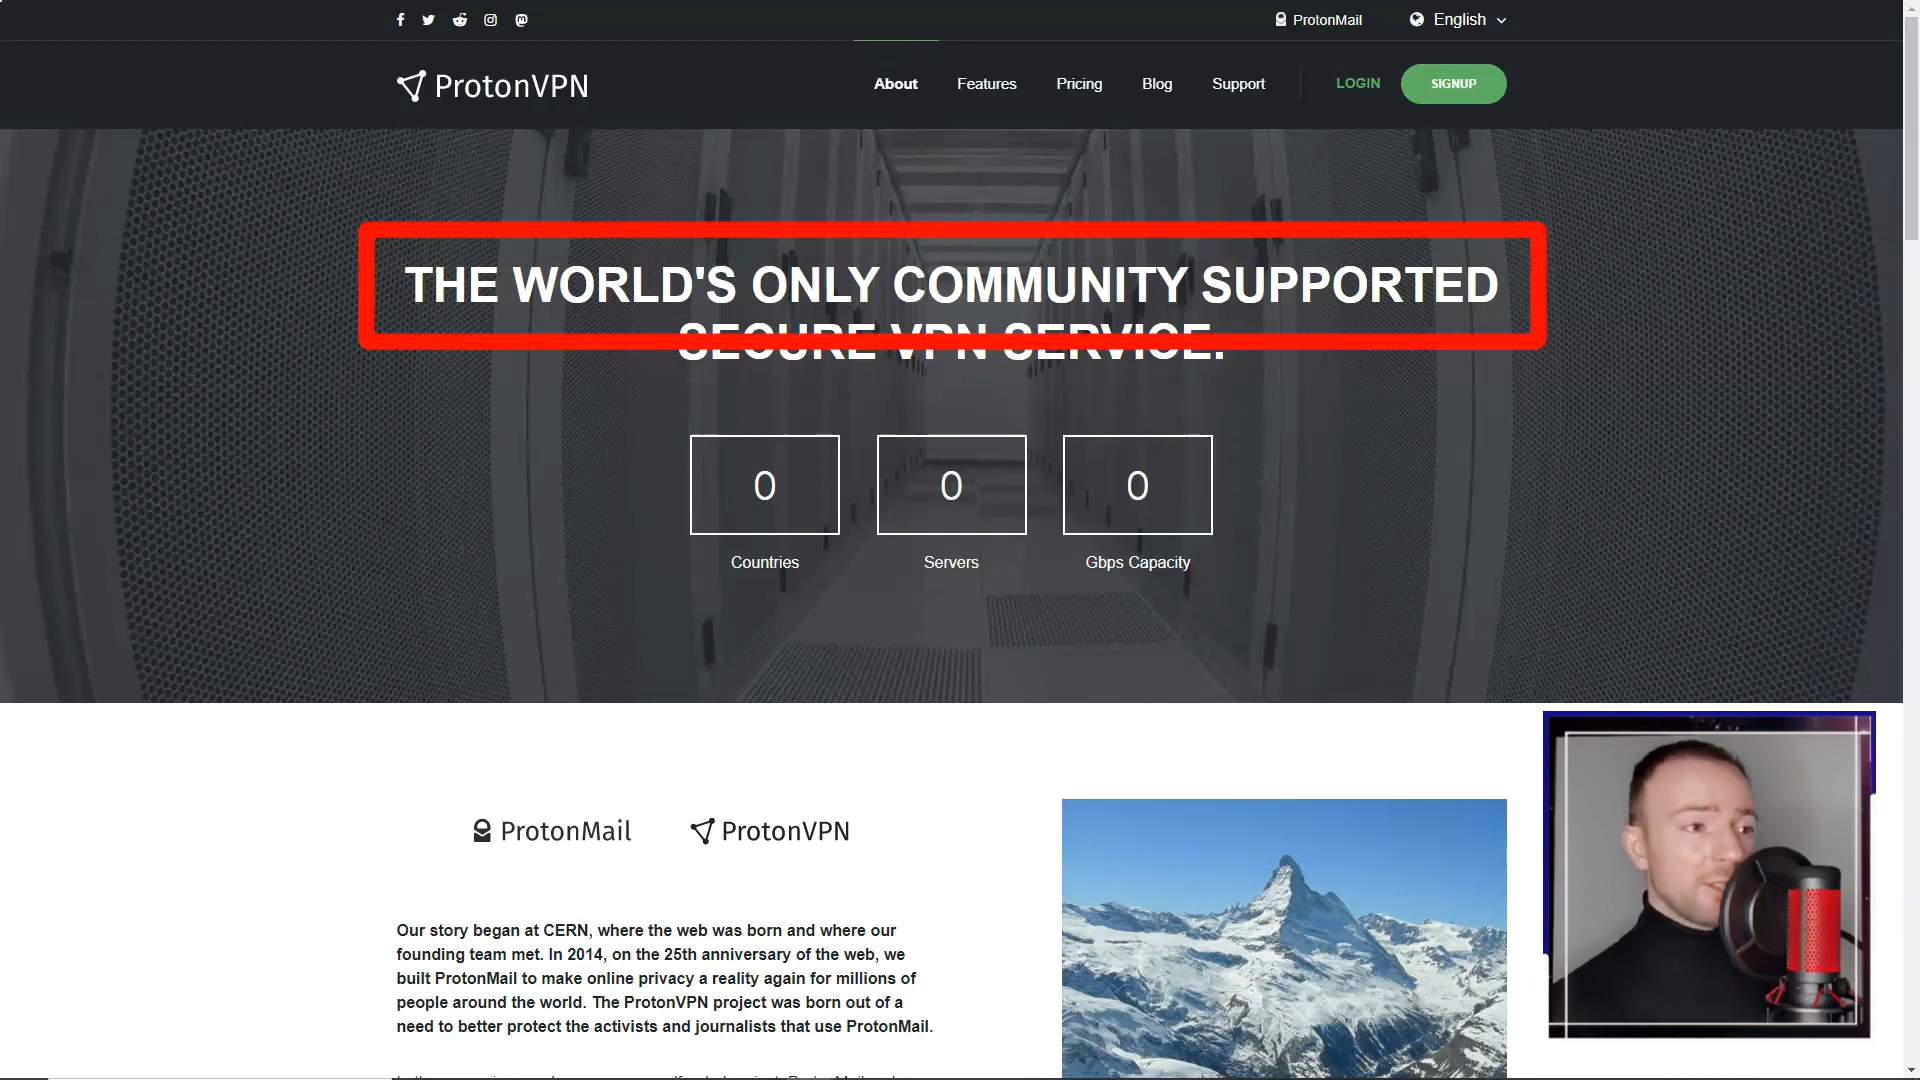 ProtonMail
English
ProtonVPN
About
Features
Pricing
Blog
Support
LOGIN
SIGNUP
THE WORLD'S ONLY COMMUNITY SUPPORTED
SECURE VPN SERVICE.
0
0
0
Countries
Servers
Gbps Capacity
ProtonMail
ProtonVPN
Our story began at CERN, where the web was born and where our
founding team met. In 2014, on the 25th anniversary of the web, we
built ProtonMail to make online privacy a reality again for millions of
people around the world. The ProtonVPN project was born out of a
need to better protect the activists and journalists that use ProtonMail.